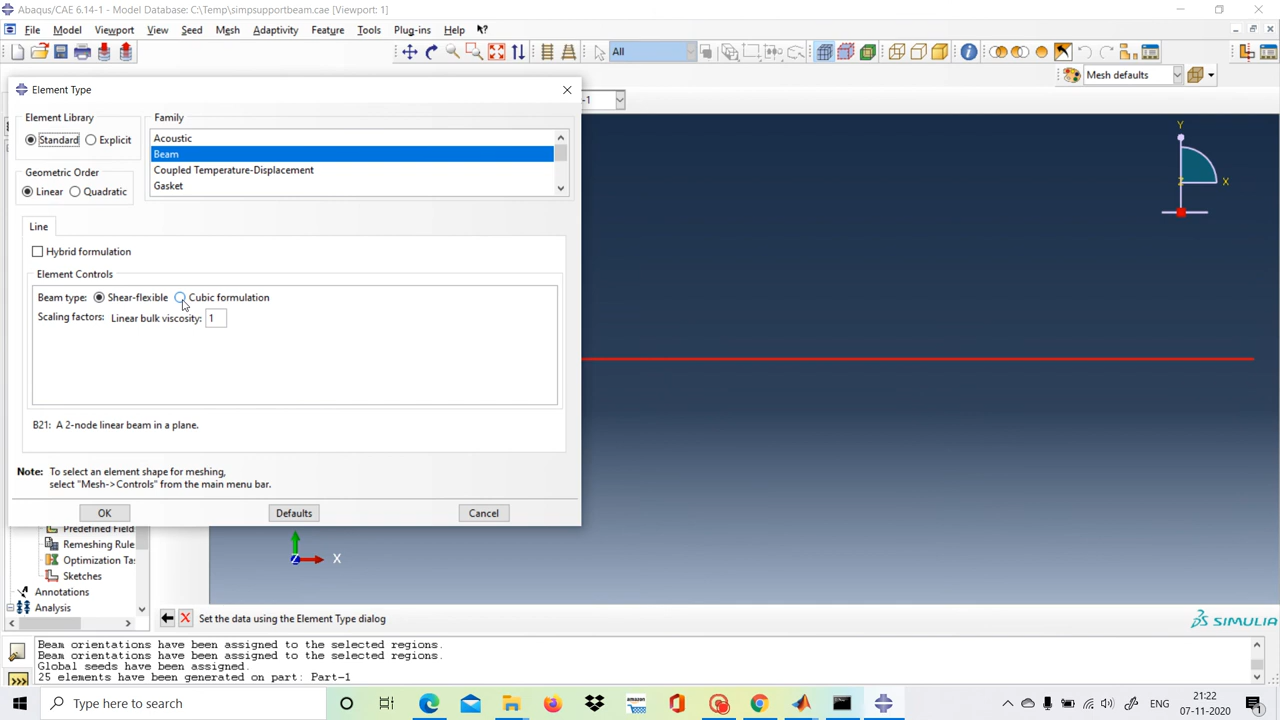 Abaqus/CAE 6.14-1 - Model Database: C:\Temp\simpsupportbeam.cae [Viewport: 1]
File Model Viewport View Seed Mesh Adaptivity Feature Tools Plug-ins Help
All
Mesh defaults
Element Type
-1
Element Library
Family
Standard Explicit
Acoustic
Beam
Coupled Temperature-Displacement
Gasket
Geometric Order
Linear Quadratic
Line
Hybrid formulation
Element Controls
Beam type: Shear-flexible Cubic formulation
Scaling factors: Linear bulk viscosity: 1
B21: A 2-node linear beam in a plane.
Note: To select an element shape for meshing,
select "Mesh->Controls" from the main menu bar.
OK Defaults Cancel
Y
Z X
Predefined Field
Remeshing Rule
Optimization Ta
Sketches
Annotations
Analysis
Z X
Set the data using the Element Type dialog
SIMULIA
Beam orientations have been assigned to the selected regions.
Beam orientations have been assigned to the selected regions.
Global seeds have been assigned.
25 elements have been generated on part: Part-1
>>>
Type here to search
amazon
ENG
21:22
07-11-2020
1